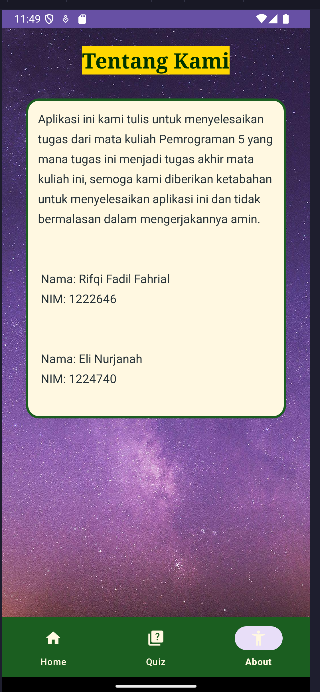 11:49
Tentang Kami
Aplikasi ini kami tulis untuk menyelesaikan
tugas dari mata kuliah Pemrograman 5 yang
mana tugas ini menjadi tugas akhir mata
kuliah ini, semoga kami diberikan ketabahan
untuk menyelesaikan aplikasi ini dan tidak
bermalasan dalam mengerjakannya amin.
Nama: Rifqi Fadil Fahrial
NIM: 1222646
Nama: Eli Nurjanah
NIM: 1224740
Home
Quiz
About